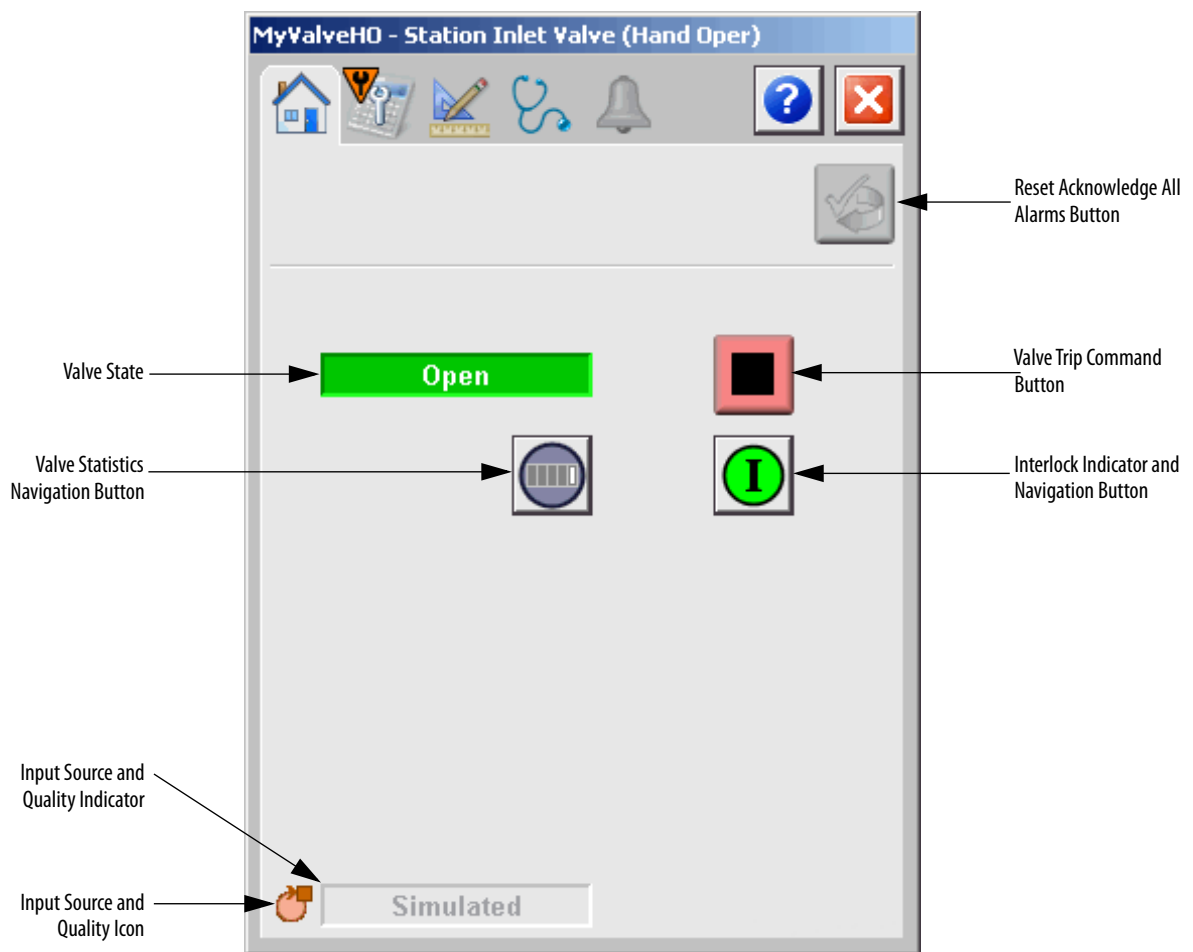 MyValveHO - Station Inlet Valve (Hand Oper)
?
Reset Acknowledge All
Alarms Button
Valve State
Open
Valve Trip Command
Button
Valve Statistics
Navigation Button
I
Interlock Indicator and
Navigation Button
Input Source and
Quality Indicator
Input Source and
Quality Icon
Simulated